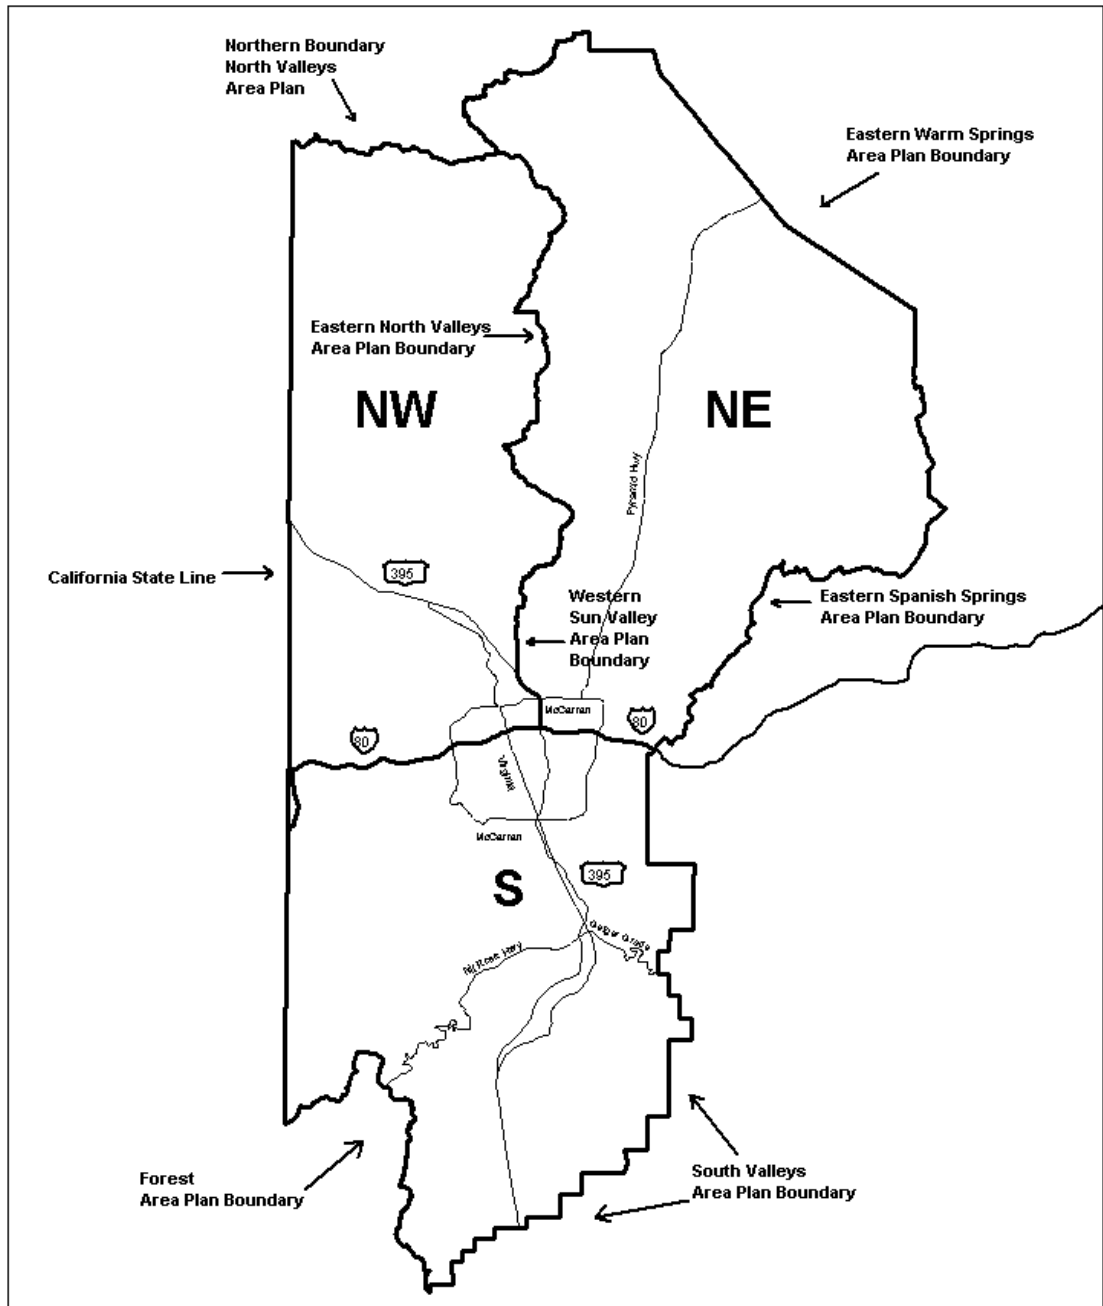 Northern Boundary
North Valleys
Area Plan
Eastern Warm Springs
Area Plan Boundary
Eastern North Valleys
Area Plan Boundary
NW
NE
Pyramid Hwy
California State Line
395
Western
Sun Valley
Area Plan
Boundary
Eastern Spanish Springs
Area Plan Boundary
McCarran
80
80
Virginia
McCarran
395
S
Geiger Grade
Mt Rose Hwy
Forest
Area Plan Boundary
South Valleys
Area Plan Boundary